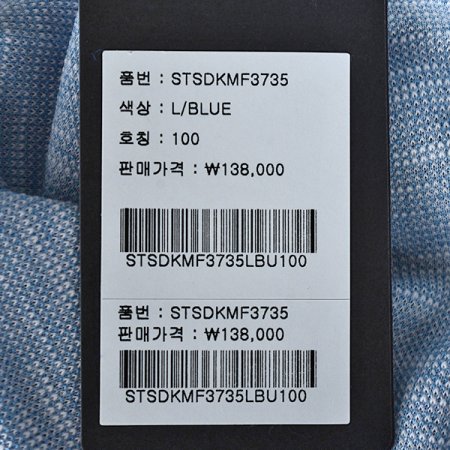 품번 : STSDKMF3735
색상 : L/BLUE
호칭 : 100
판매가격 : ₩138,000
STSDKMF3735LBU100
품번 : STSDKMF3735
판매가격 : ₩138,000
STSDKMF3735LBU100